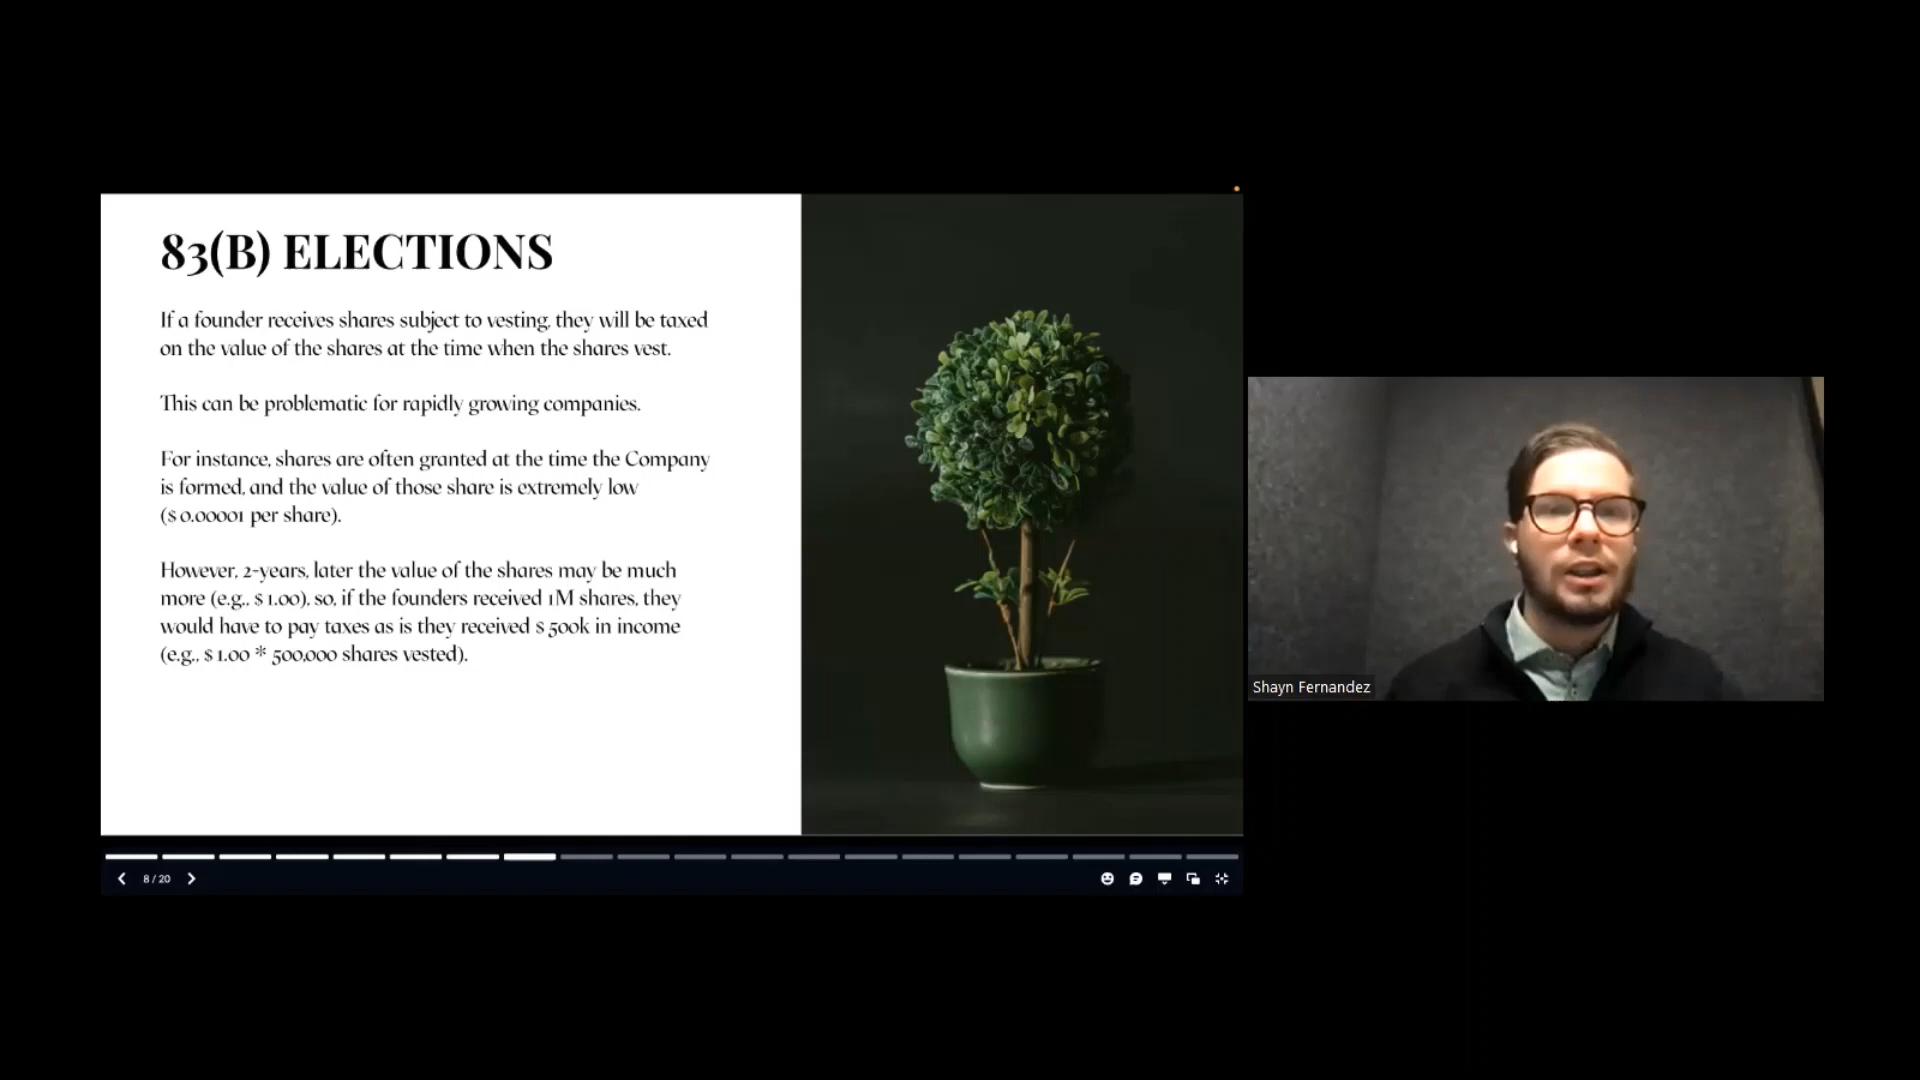 83(B) ELECTIONS
If a founder receives shares subject to vesting, they will be taxed
on the value of the shares at the time when the shares vest.
This can be problematic for rapidly growing companies.
For instance, shares are often granted at the time the Company
is formed, and the value of those share is extremely low
($ 0.00001 per share).
However, 2-years, later the value of the shares may be much
more (e.g., $ 1.00), so, if the founders received 1M shares, they
would have to pay taxes as is they received $ 500k in income
(e.g., $ 1.00 * 500,000 shares vested).
Shayn Fernandez
8 / 20